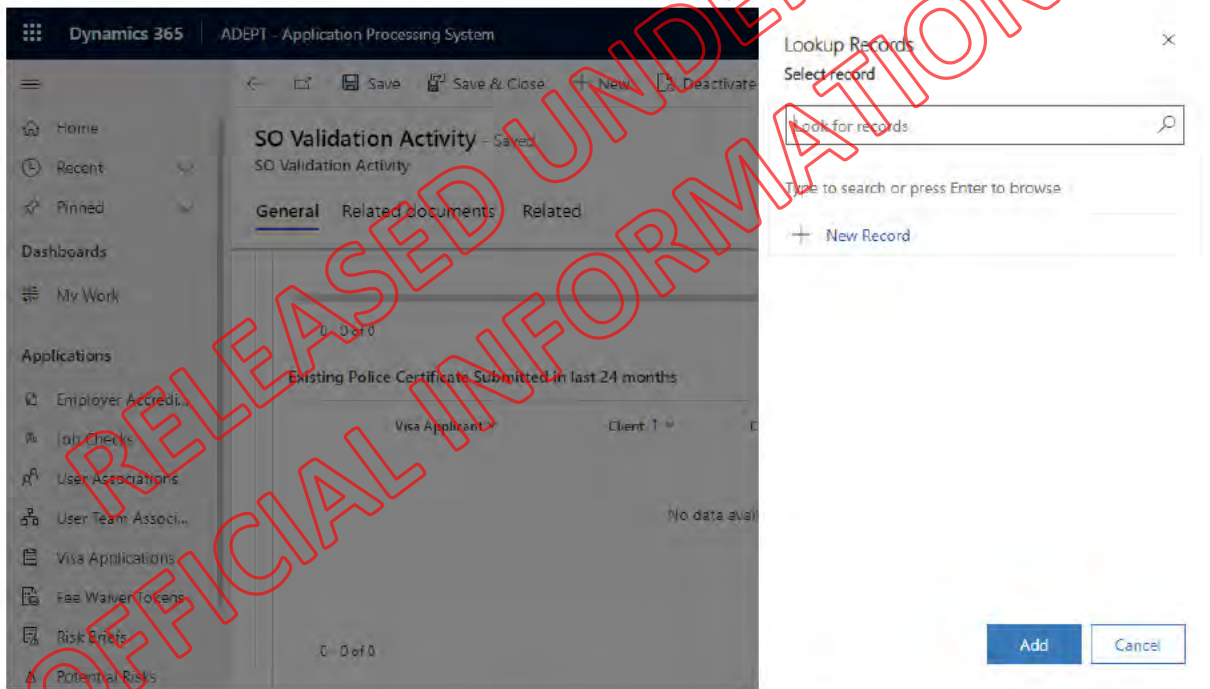 Dynamics 365
ADEPT - Application Processing System
Save
Save & Close
New
Deactivate
Home
Recent
Pinned
Dashboards
My Work
Applications
Employer Accredi...
Job Checks
User Associations
User Team Associ...
Visa Applications
Fee Waiver Tokens
Risk Briefs
Potential Risks
SO Validation Activity - Saved
SO Validation Activity
General Related documents Related
0 - 0 of 0
Existing Police Certificate Submitted in last 24 months
Visa Applicant Client
No data avail
0 - 0 of 0
Lookup Records
Select record
Look for records
Type to search or press Enter to browse
New Record
Add Cancel
RELEASED UNDE
OFFICIAL INFORMATION